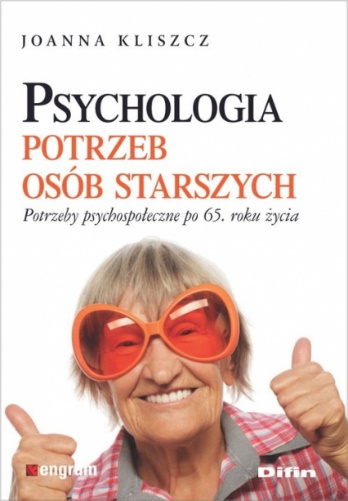 JOANNA KLISZCZ
PSYCHOLOGIA
POTRZEB
OSÓB STARSZYCH
Potrzeby psychospołeczne po 65. roku życia
engram
Difin